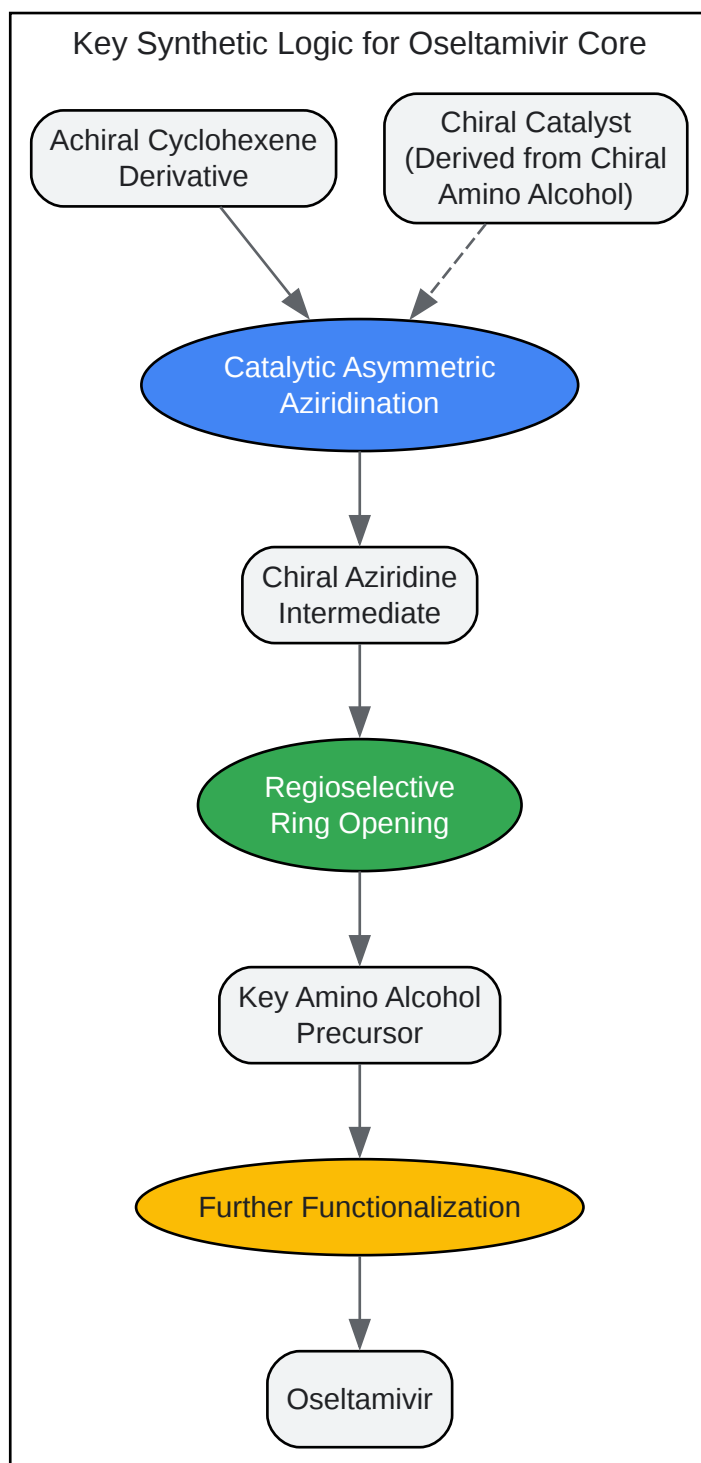 Key Synthetic Logic for Oseltamivir Core
Achiral Cyclohexene
Derivative
Chiral Catalyst
(Derived from Chiral
Amino Alcohol)
Catalytic Asymmetric
Aziridination
Chiral Aziridine
Intermediate
Regioselective
Ring Opening
Key Amino Alcohol
Precursor
Further Functionalization
Oseltamivir